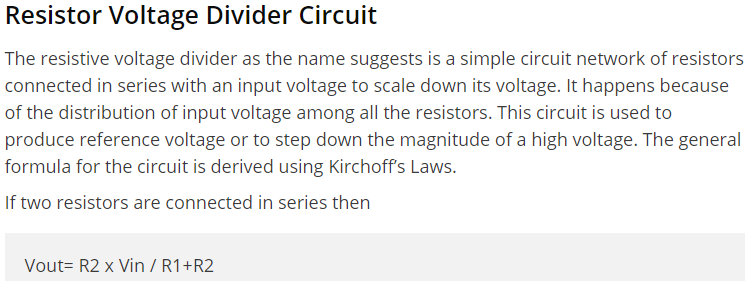 Resistor Voltage Divider Circuit
The resistive voltage divider as the name suggests is a simple circuit network of resistors
connected in series with an input voltage to scale down its voltage. It happens because
of the distribution of input voltage among all the resistors. This circuit is used to
produce reference voltage or to step down the magnitude of a high voltage. The general
formula for the circuit is derived using Kirchoff’s Laws.
If two resistors are connected in series then
Vout= R2 x Vin / R1+R2